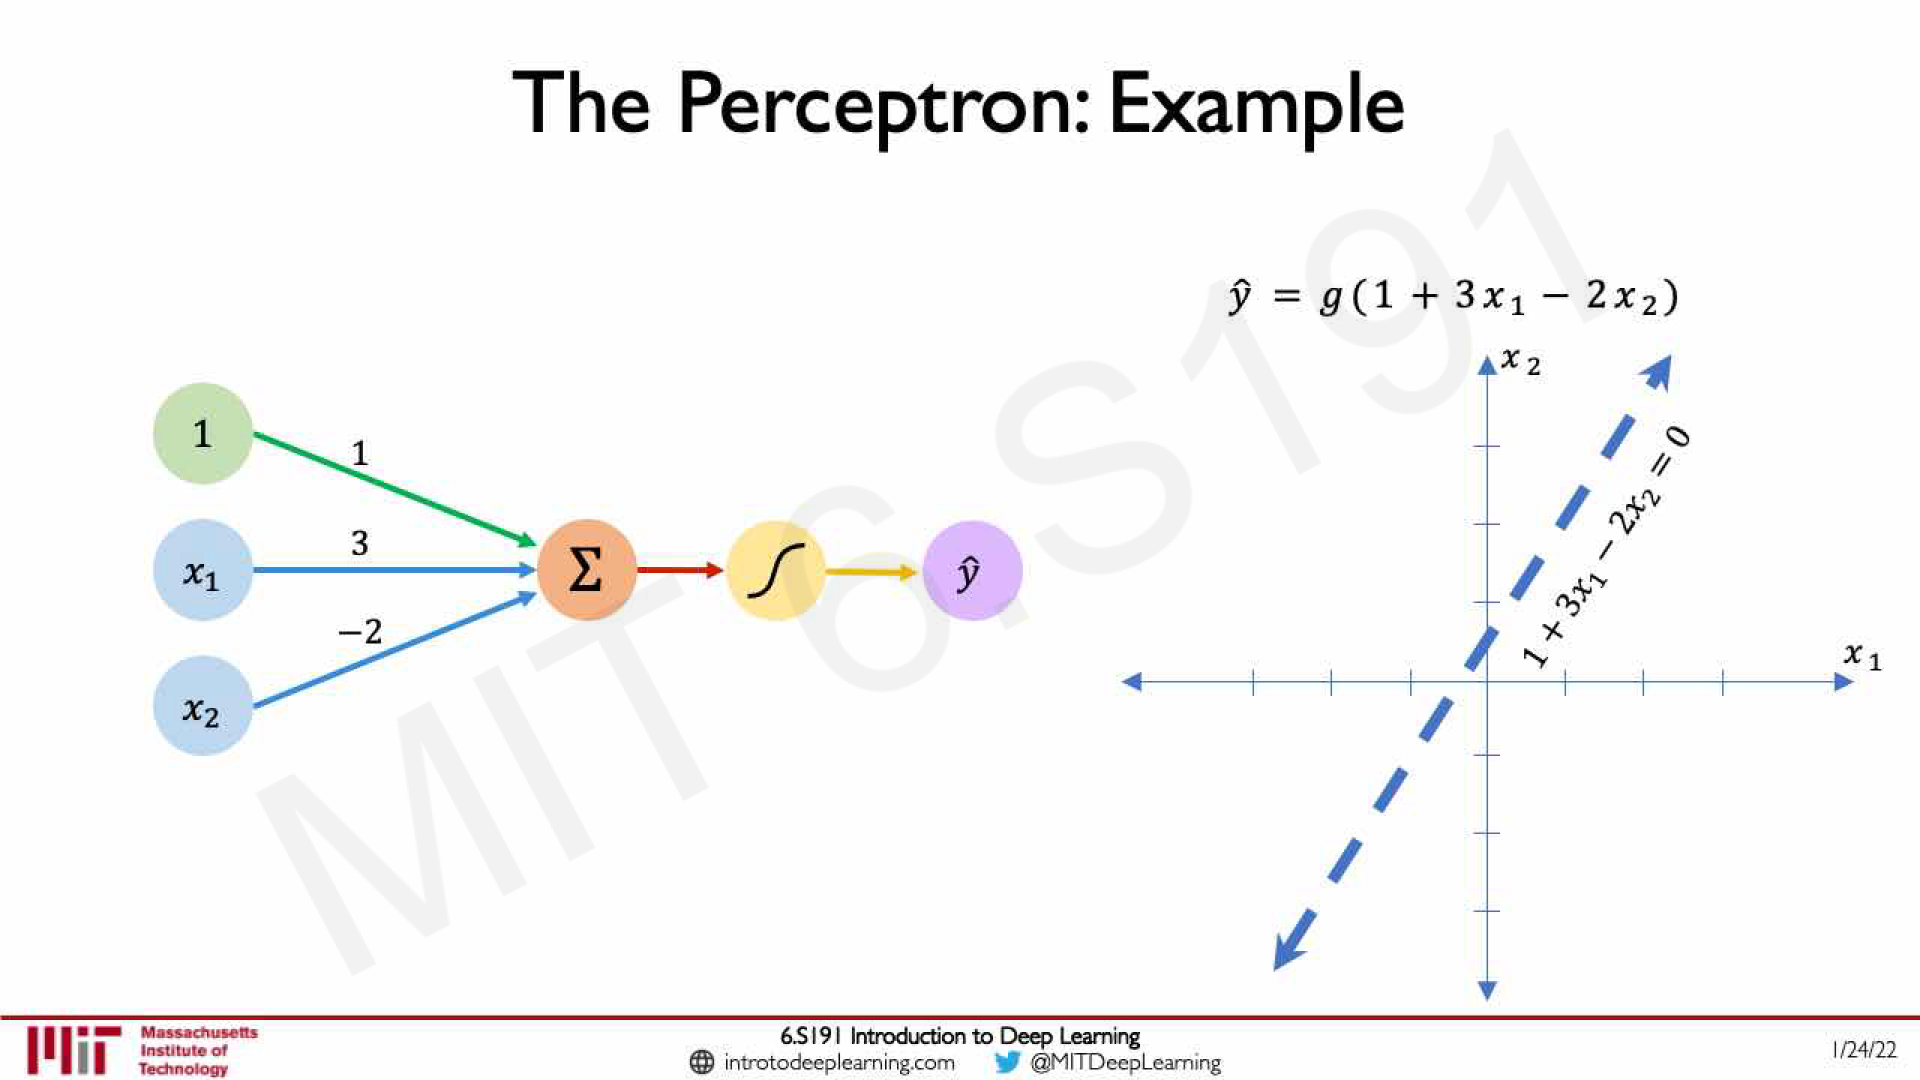 The Perceptron: Example
ŷ = g(1 + 3x₁ − 2x₂)
x₂
1 + 3x₁ − 2x₂ = 0
x₁
1
1
x₁
3
x₂
−2
Σ
ŷ
MIT 6.S191
Massachusetts
Institute of
Technology
6.S191 Introduction to Deep Learning
introtodeeplearning.com @MITDeepLearning
1/24/22